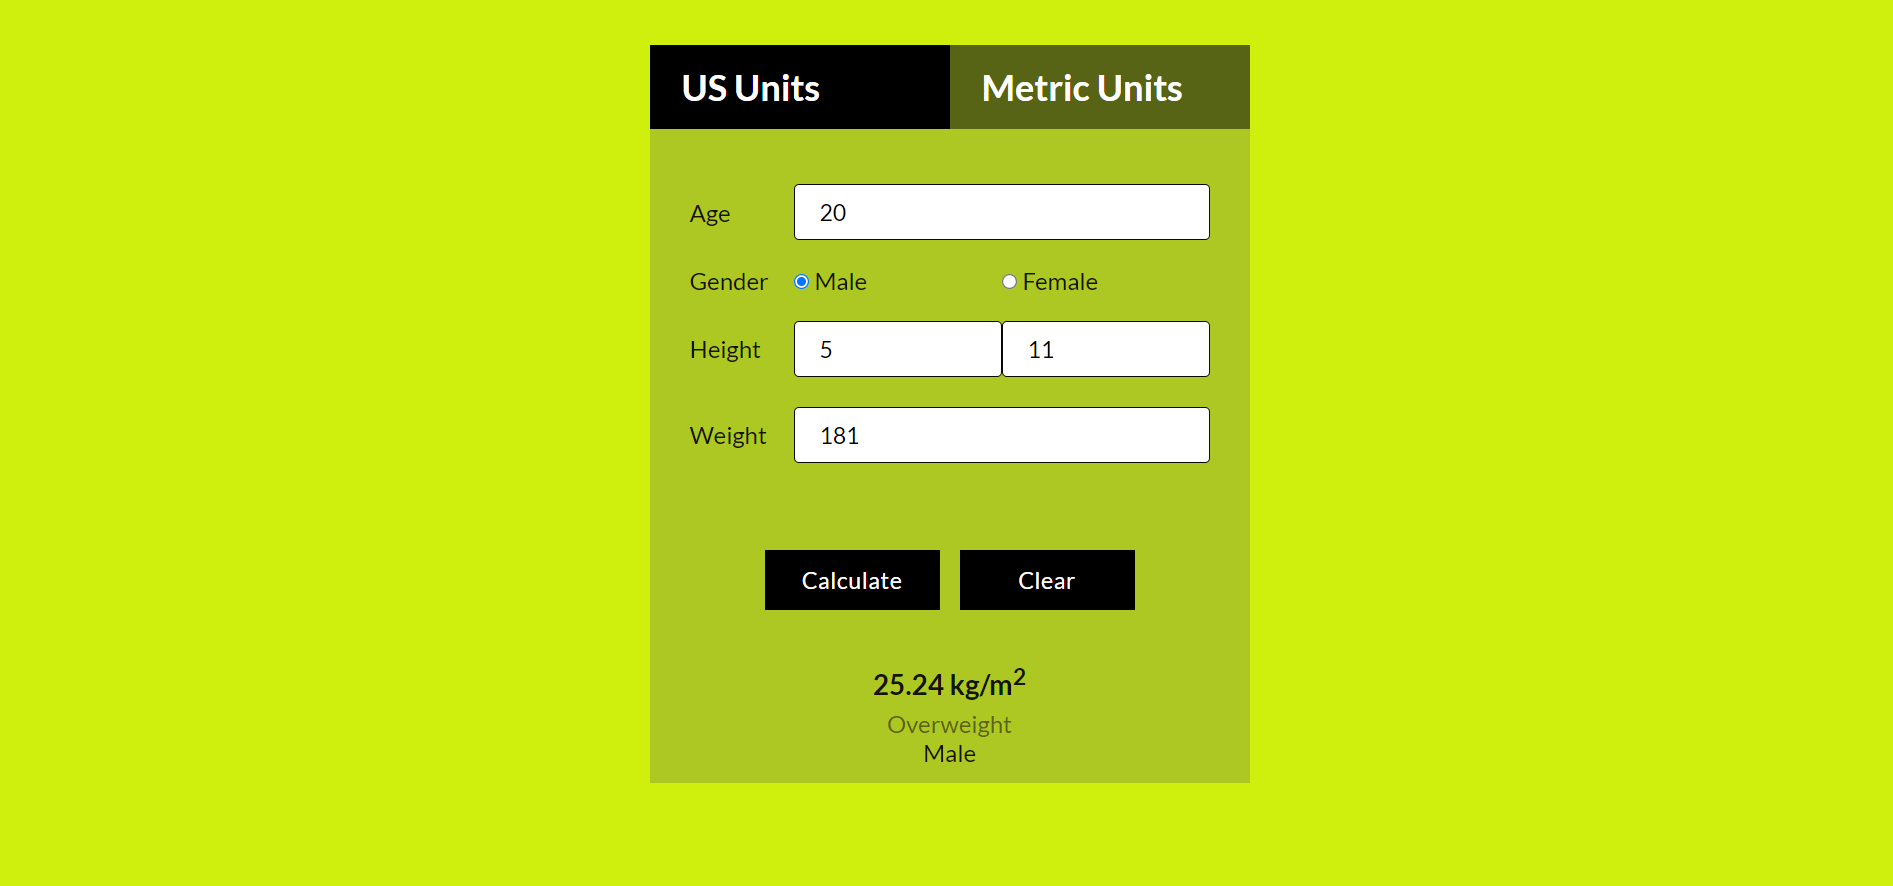 US Units Metric Units
Age 20
Gender Male Female
Height 5 11
Weight 181
Calculate Clear
25.24 kg/m²
Overweight
Male